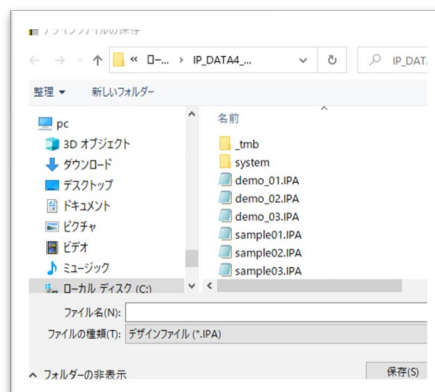 デザインファイルの保存
« ロー... › IP_DATA4_...
IP_DAT
整理 新しいフォルダー
pc
3D オブジェクト
ダウンロード
デスクトップ
ドキュメント
ピクチャ
ビデオ
ミュージック
ローカル ディスク (C:)
名前
_tmb
system
demo_01.IPA
demo_02.IPA
demo_03.IPA
sample01.IPA
sample02.IPA
sample03.IPA
ファイル名(N):
ファイルの種類(T): デザインファイル (*.IPA)
フォルダーの非表示
保存(S)